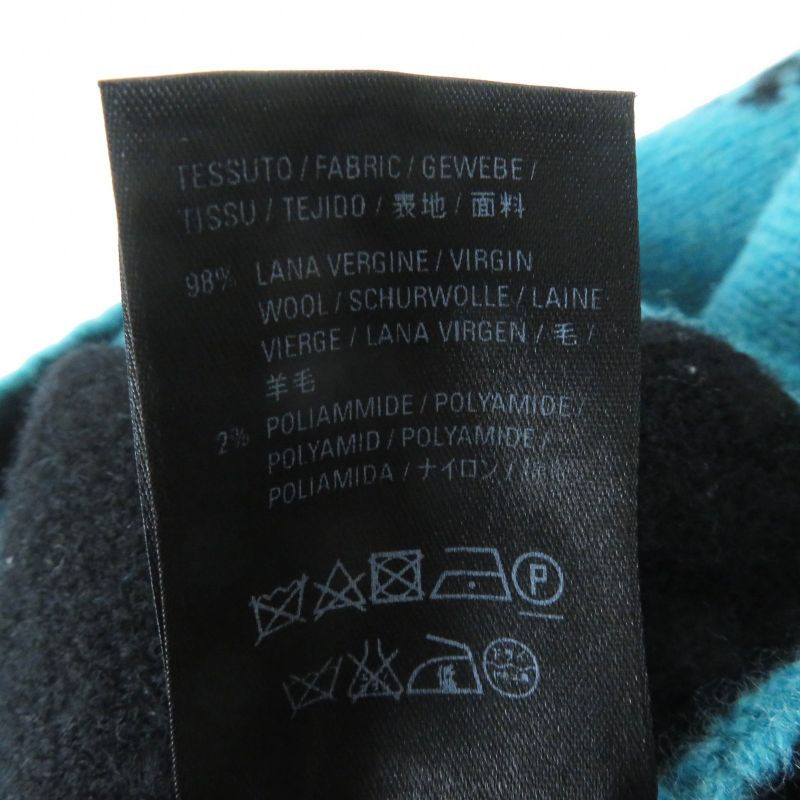 TESSUTO / FABRIC / GEWEBE /
TISSU / TEJIDO / 表地 / 面料
98% LANA VERGINE / VIRGIN
WOOL / SCHURWOLLE / LAINE
VIERGE / LANA VIRGEN / 毛 /
羊毛
2% POLIAMMIDE / POLYAMIDE /
POLYAMID / POLYAMIDE /
POLIAMIDA / ナイロン /
P